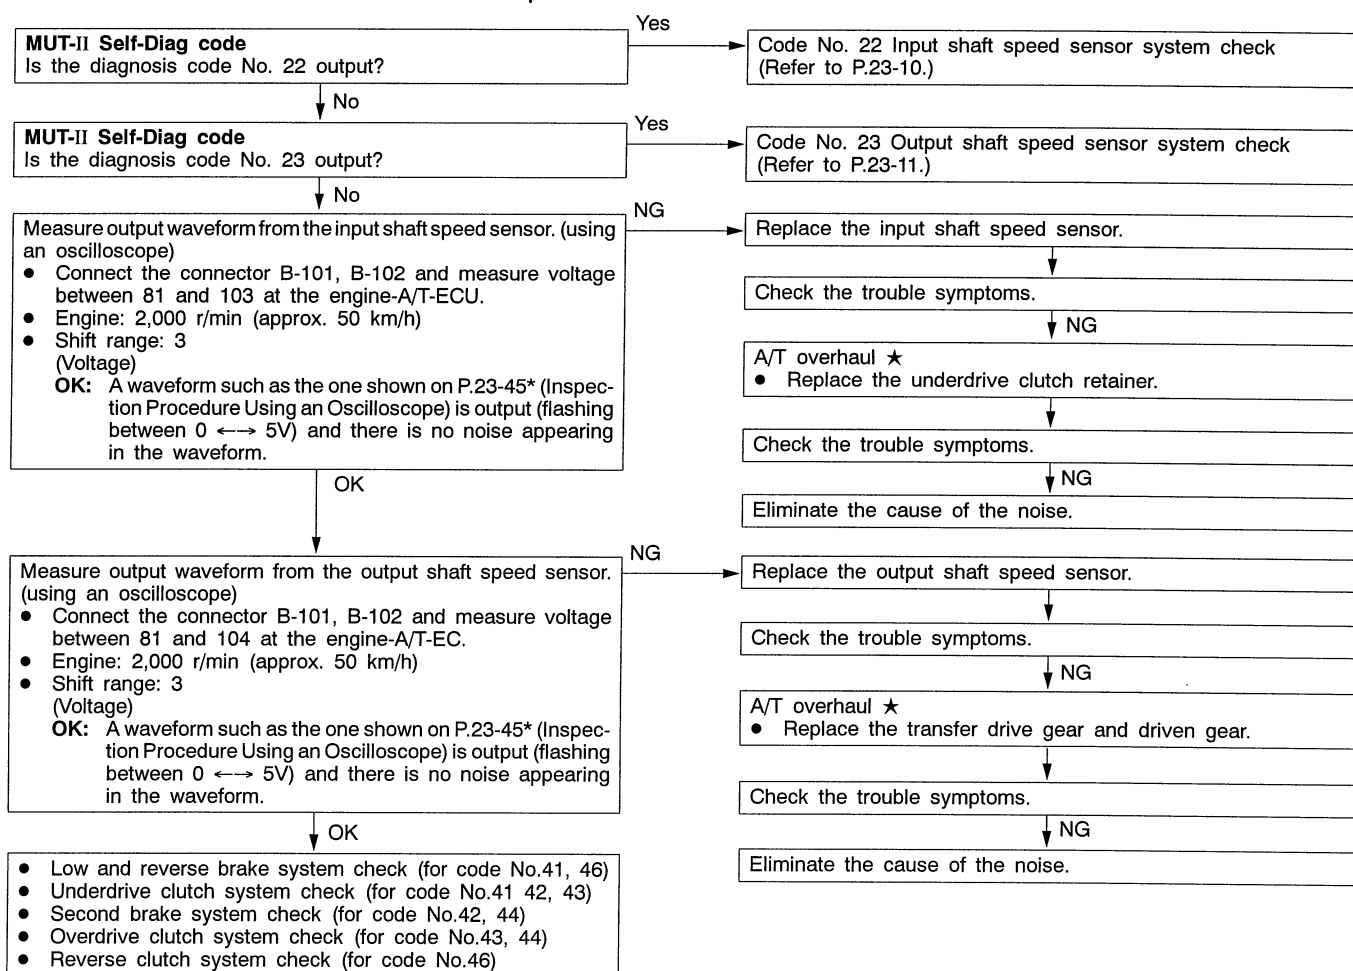 MUT-II Self-Diag code
Is the diagnosis code No. 22 output?
Yes
Code No. 22 Input shaft speed sensor system check
(Refer to P.23-10.)
No
MUT-II Self-Diag code
Is the diagnosis code No. 23 output?
Yes
Code No. 23 Output shaft speed sensor system check
(Refer to P.23-11.)
No
Measure output waveform from the input shaft speed sensor. (using
an oscilloscope)
● Connect the connector B-101, B-102 and measure voltage
between 81 and 103 at the engine-A/T-ECU.
● Engine: 2,000 r/min (approx. 50 km/h)
● Shift range: 3
(Voltage)
OK: A waveform such as the one shown on P.23-45* (Inspec-
tion Procedure Using an Oscilloscope) is output (flashing
between 0 ←→ 5V) and there is no noise appearing
in the waveform.
NG
Replace the input shaft speed sensor.
Check the trouble symptoms.
NG
A/T overhaul ★
● Replace the underdrive clutch retainer.
Check the trouble symptoms.
NG
Eliminate the cause of the noise.
OK
Measure output waveform from the output shaft speed sensor.
(using an oscilloscope)
● Connect the connector B-101, B-102 and measure voltage
between 81 and 104 at the engine-A/T-EC.
● Engine: 2,000 r/min (approx. 50 km/h)
● Shift range: 3
(Voltage)
OK: A waveform such as the one shown on P.23-45* (Inspec-
tion Procedure Using an Oscilloscope) is output (flashing
between 0 ←→ 5V) and there is no noise appearing
in the waveform.
NG
Replace the output shaft speed sensor.
Check the trouble symptoms.
NG
A/T overhaul ★
● Replace the transfer drive gear and driven gear.
Check the trouble symptoms.
NG
Eliminate the cause of the noise.
OK
● Low and reverse brake system check (for code No.41, 46)
● Underdrive clutch system check (for code No.41 42, 43)
● Second brake system check (for code No.42, 44)
● Overdrive clutch system check (for code No.43, 44)
● Reverse clutch system check (for code No.46)